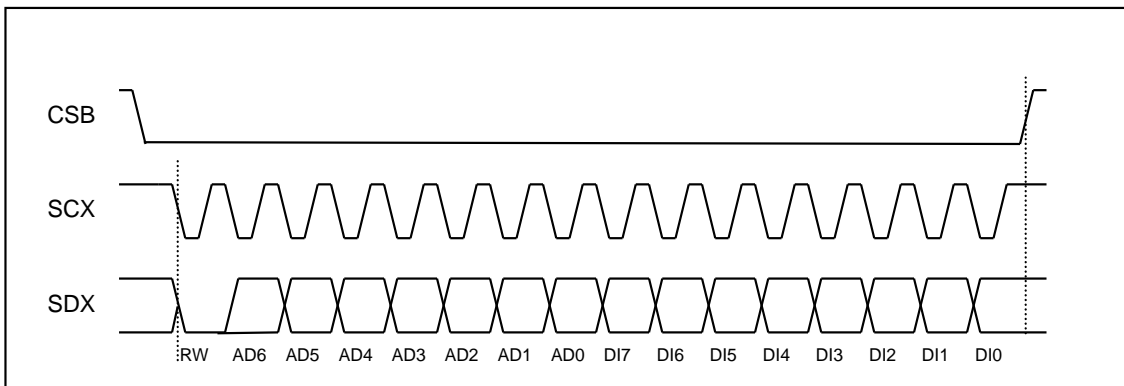 CSB
SCX
SDX
RW AD6 AD5 AD4 AD3 AD2 AD1 AD0 DI7 DI6 DI5 DI4 DI3 DI2 DI1 DI0